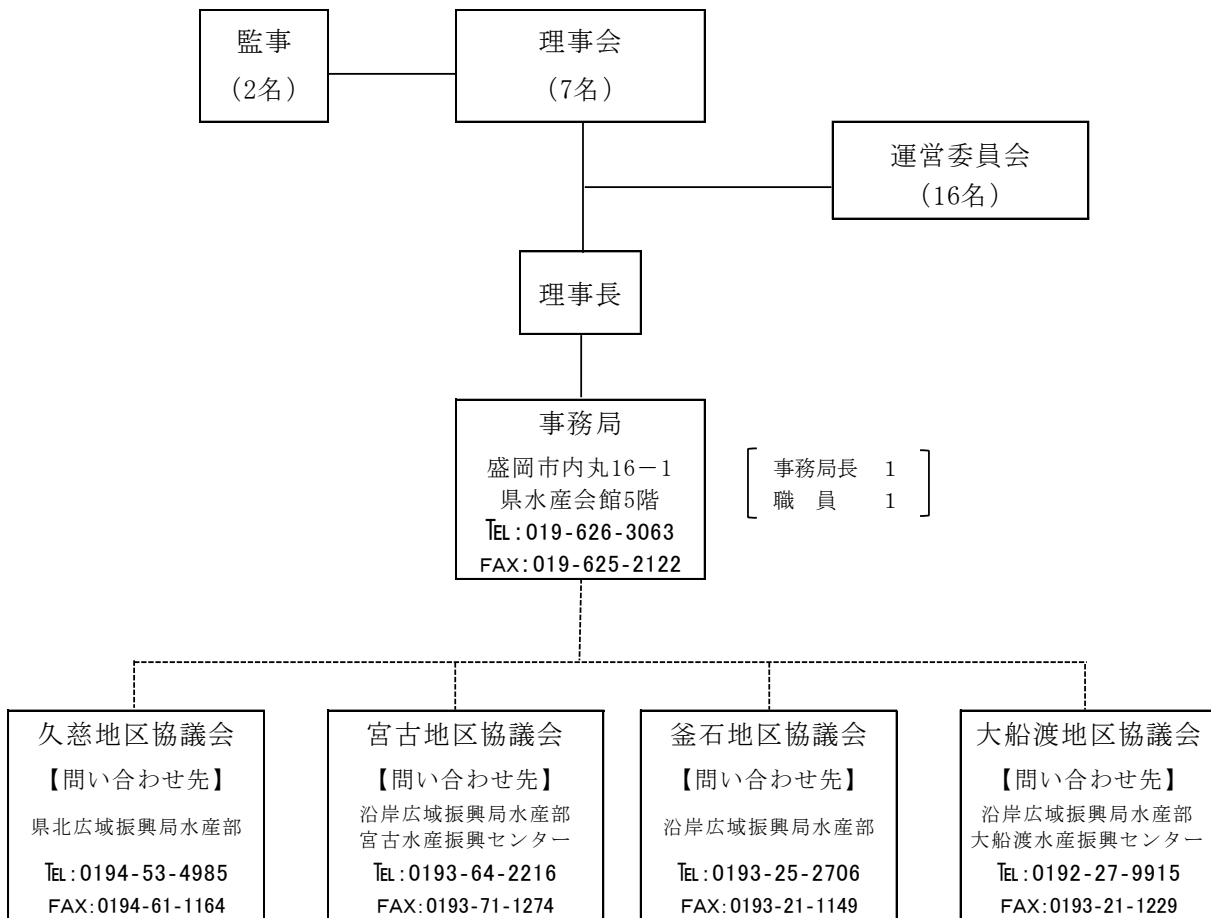 監事
(2名)
理事会
(7名)
運営委員会
(16名)
理事長
事務局
盛岡市内丸16-1
県水産会館5階
TEL:019-626-3063
FAX:019-625-2122
事務局長 1
職 員 1
久慈地区協議会
【問い合わせ先】
県北広域振興局水産部
TEL:0194-53-4985
FAX:0194-61-1164
宮古地区協議会
【問い合わせ先】
沿岸広域振興局水産部
宮古水産振興センター
TEL:0193-64-2216
FAX:0193-71-1274
釜石地区協議会
【問い合わせ先】
沿岸広域振興局水産部
TEL:0193-25-2706
FAX:0193-21-1149
大船渡地区協議会
【問い合わせ先】
沿岸広域振興局水産部
大船渡水産振興センター
TEL:0192-27-9915
FAX:0193-21-1229